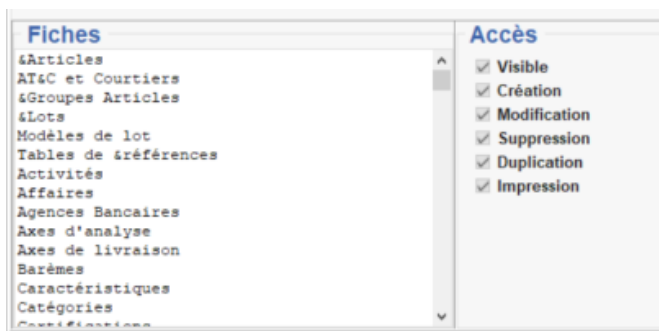 Fiches
&Articles
AT&C et Courtiers
&Groupes Articles
&Lots
Modèles de lot
Tables de &références
Activités
Affaires
Agences Bancaires
Axes d'analyse
Axes de livraison
Barèmes
Caractéristiques
Catégories
Certifications
Accès
Visible
Création
Modification
Suppression
Duplication
Impression